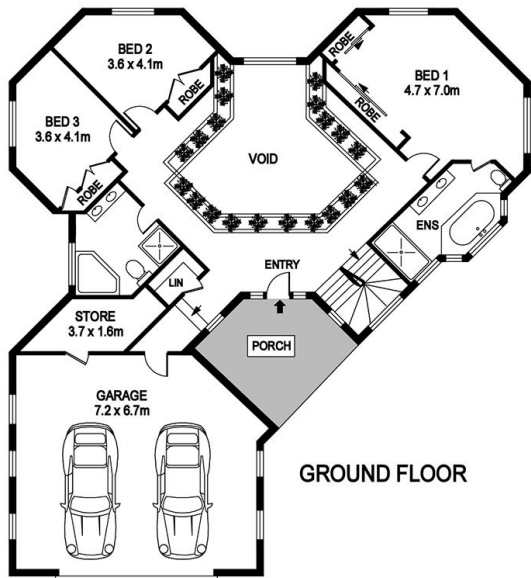 BED 2
3.6 x 4.1m
ROBE
ROBE
BED 1
4.7 x 7.0m
ROBE
BED 3
3.6 x 4.1m
VOID
ROBE
ENS
ENTRY
LIN
STORE
3.7 x 1.6m
PORCH
GARAGE
7.2 x 6.7m
GROUND FLOOR